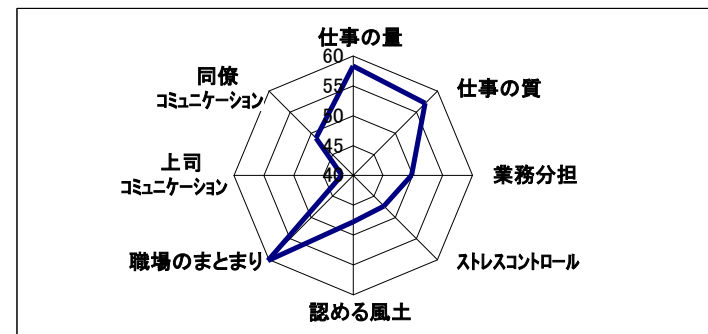 仕事の量
60
55
50
45
40
仕事の質
業務分担
ストレスコントロール
認める風土
職場のまとまり
上司
コミュニケーション
同僚
コミュニケーション